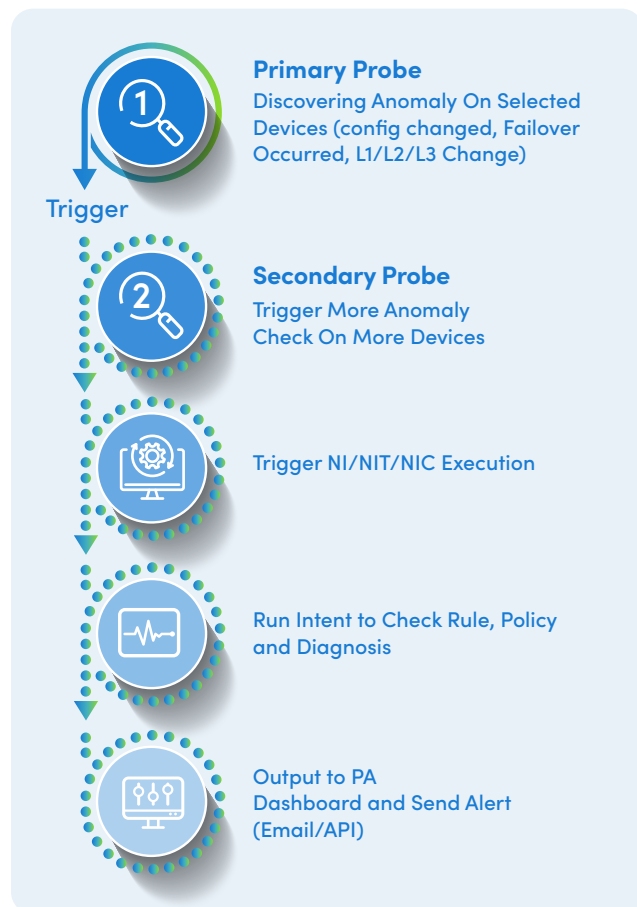 1
Primary Probe
Discovering Anomaly On Selected
Devices (config changed, Failover
Occurred, L1/L2/L3 Change)
Trigger
2
Secondary Probe
Trigger More Anomaly
Check On More Devices
Trigger NI/NIT/NIC Execution
Run Intent to Check Rule, Policy
and Diagnosis
Output to PA
Dashboard and Send Alert
(Email/API)